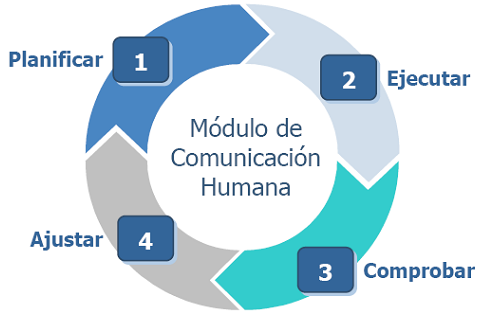 Planificar
1
2
Ejecutar
Módulo de
Comunicación
Humana
Ajustar
4
3
Comprobar